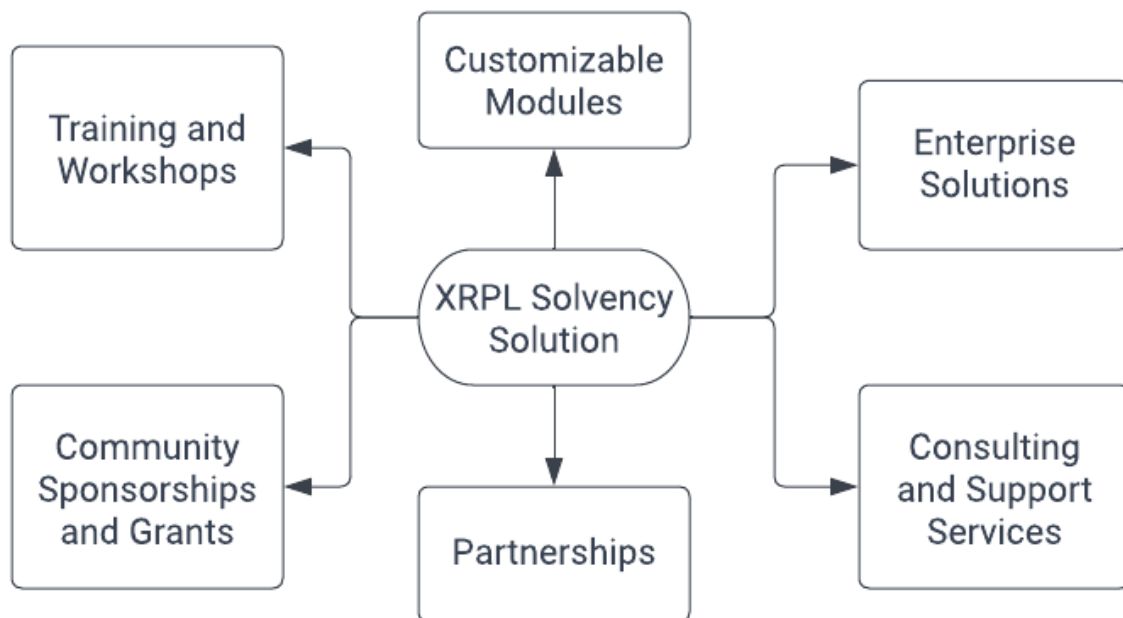 Customizable
Modules
Training and
Workshops
Enterprise
Solutions
XRPL Solvency
Solution
Community
Sponsorships
and Grants
Partnerships
Consulting
and Support
Services